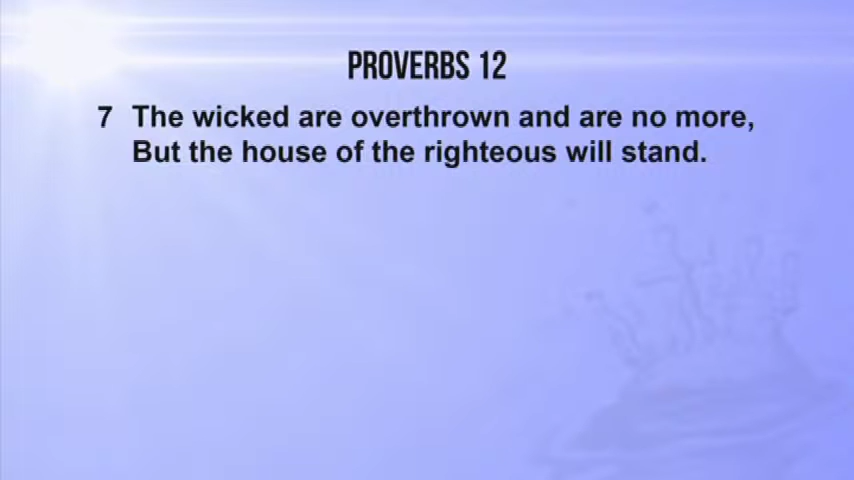 PROVERBS 12
7 The wicked are overthrown and are no more,
But the house of the righteous will stand.